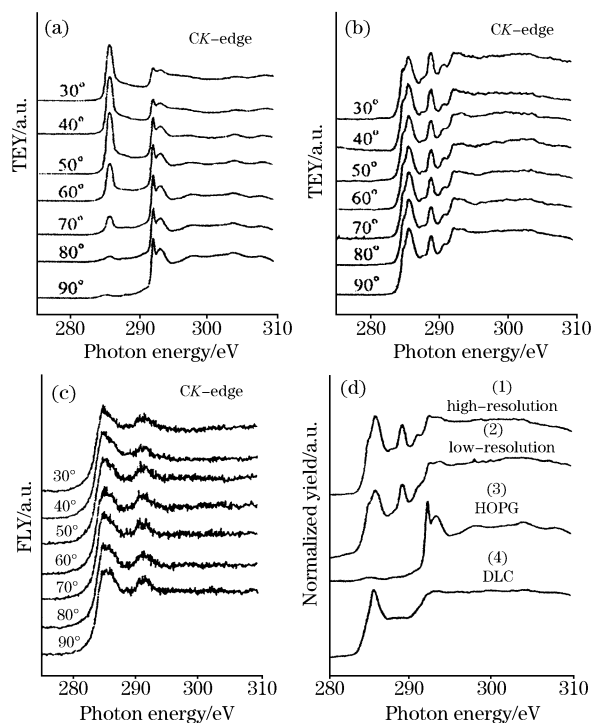 (a)
CK-edge
30°
40°
50°
60°
70°
80°
90°
TEY/a.u.
280 290 300 310
Photon energy/eV
(b)
CK-edge
30°
40°
50°
60°
70°
80°
90°
TEY/a.u.
280 290 300 310
Photon energy/eV
(c)
CK-edge
30°
40°
50°
60°
70°
80°
90°
FLY/a.u.
280 290 300 310
Photon energy/eV
(d)
(1)
high-resolution
(2)
low-resolution
(3)
HOPG
(4)
DLC
Normalized yield/a.u.
280 290 300 310
Photon energy/eV